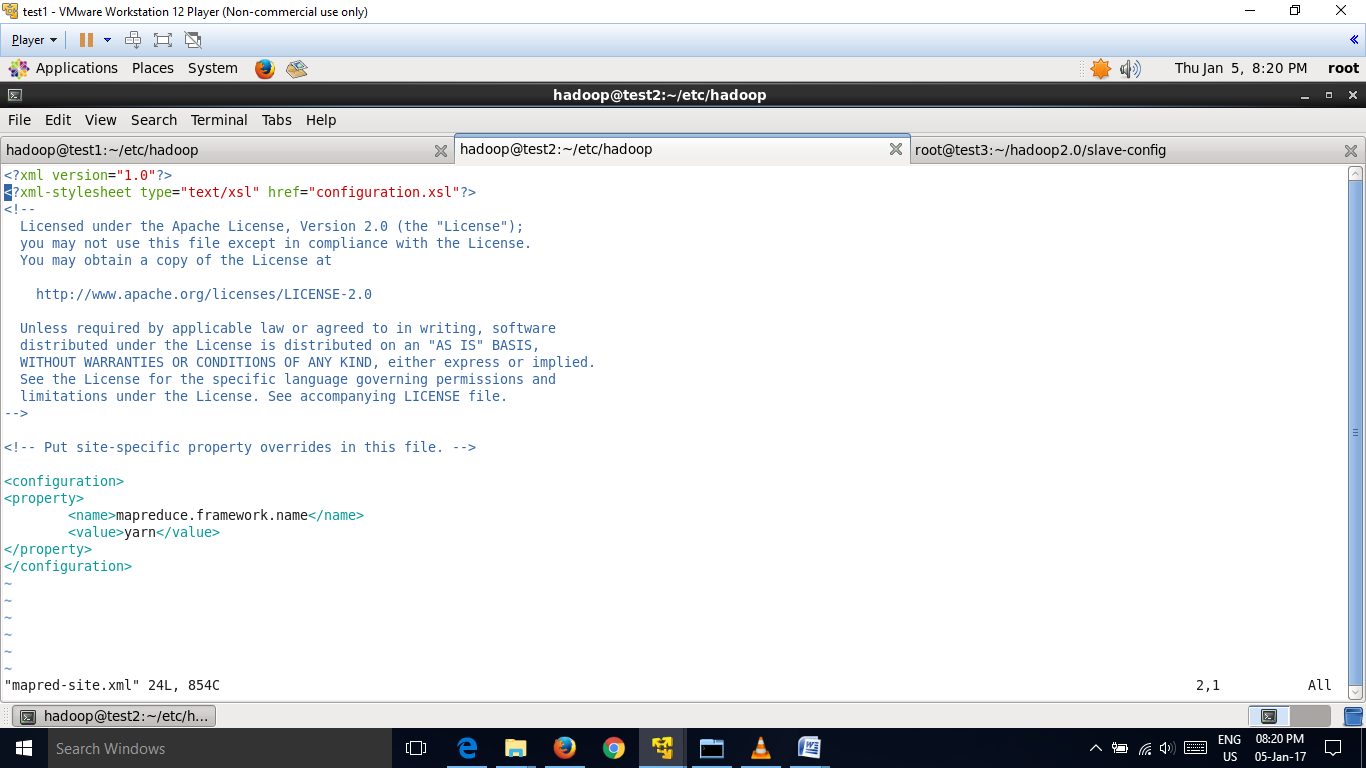 test1 - VMware Workstation 12 Player (Non-commercial use only)
Player
Applications Places System Thu Jan 5, 8:20 PM root
hadoop@test2:~/etc/hadoop
File Edit View Search Terminal Tabs Help
hadoop@test1:~/etc/hadoop hadoop@test2:~/etc/hadoop root@test3:~/hadoop2.0/slave-config
<?xml version="1.0"?>
<?xml-stylesheet type="text/xsl" href="configuration.xsl"?>
<!--
  Licensed under the Apache License, Version 2.0 (the "License");
  you may not use this file except in compliance with the License.
  You may obtain a copy of the License at

    http://www.apache.org/licenses/LICENSE-2.0

  Unless required by applicable law or agreed to in writing, software
  distributed under the License is distributed on an "AS IS" BASIS,
  WITHOUT WARRANTIES OR CONDITIONS OF ANY KIND, either express or implied.
  See the License for the specific language governing permissions and
  limitations under the License. See accompanying LICENSE file.
-->

<!-- Put site-specific property overrides in this file. -->

<configuration>
<property>
        <name>mapreduce.framework.name</name>
        <value>yarn</value>
</property>
</configuration>
~
~
~
~
~
~
"mapred-site.xml" 24L, 854C 2,1 All
hadoop@test2:~/etc/h...
Search Windows
ENG 08:20 PM
US 05-Jan-17